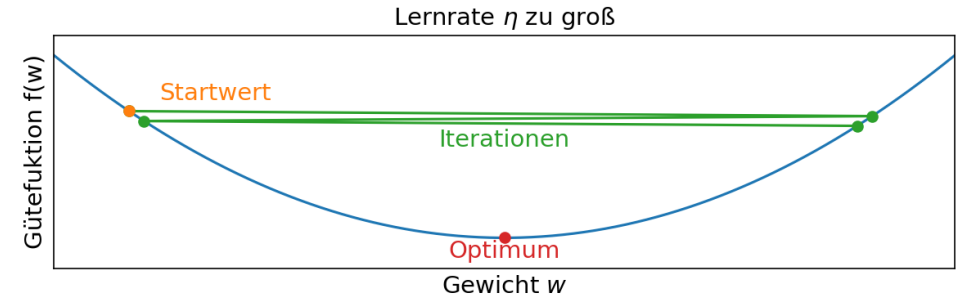 Lernrate η zu groß
Gütefuktion f(w)
Startwert
Iterationen
Optimum
Gewicht w